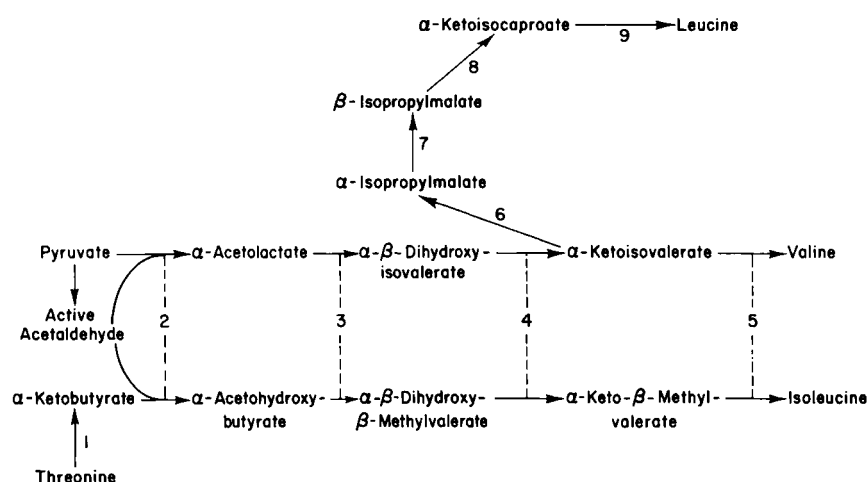 α-Ketoisocaproate 9 Leucine
8
β-Isopropylmalate
7
α-Isopropylmalate
6
Pyruvate α-Acetolactate α-β-Dihydroxy- α-Ketoisovalerate Valine
isovalerate
Active
Acetaldehyde 2 3 4 5
α-Ketobutyrate α-Acetohydroxy- α-β-Dihydroxy- α-Keto-β-Methyl- Isoleucine
butyrate β-Methylvalerate valerate
1
Threonine